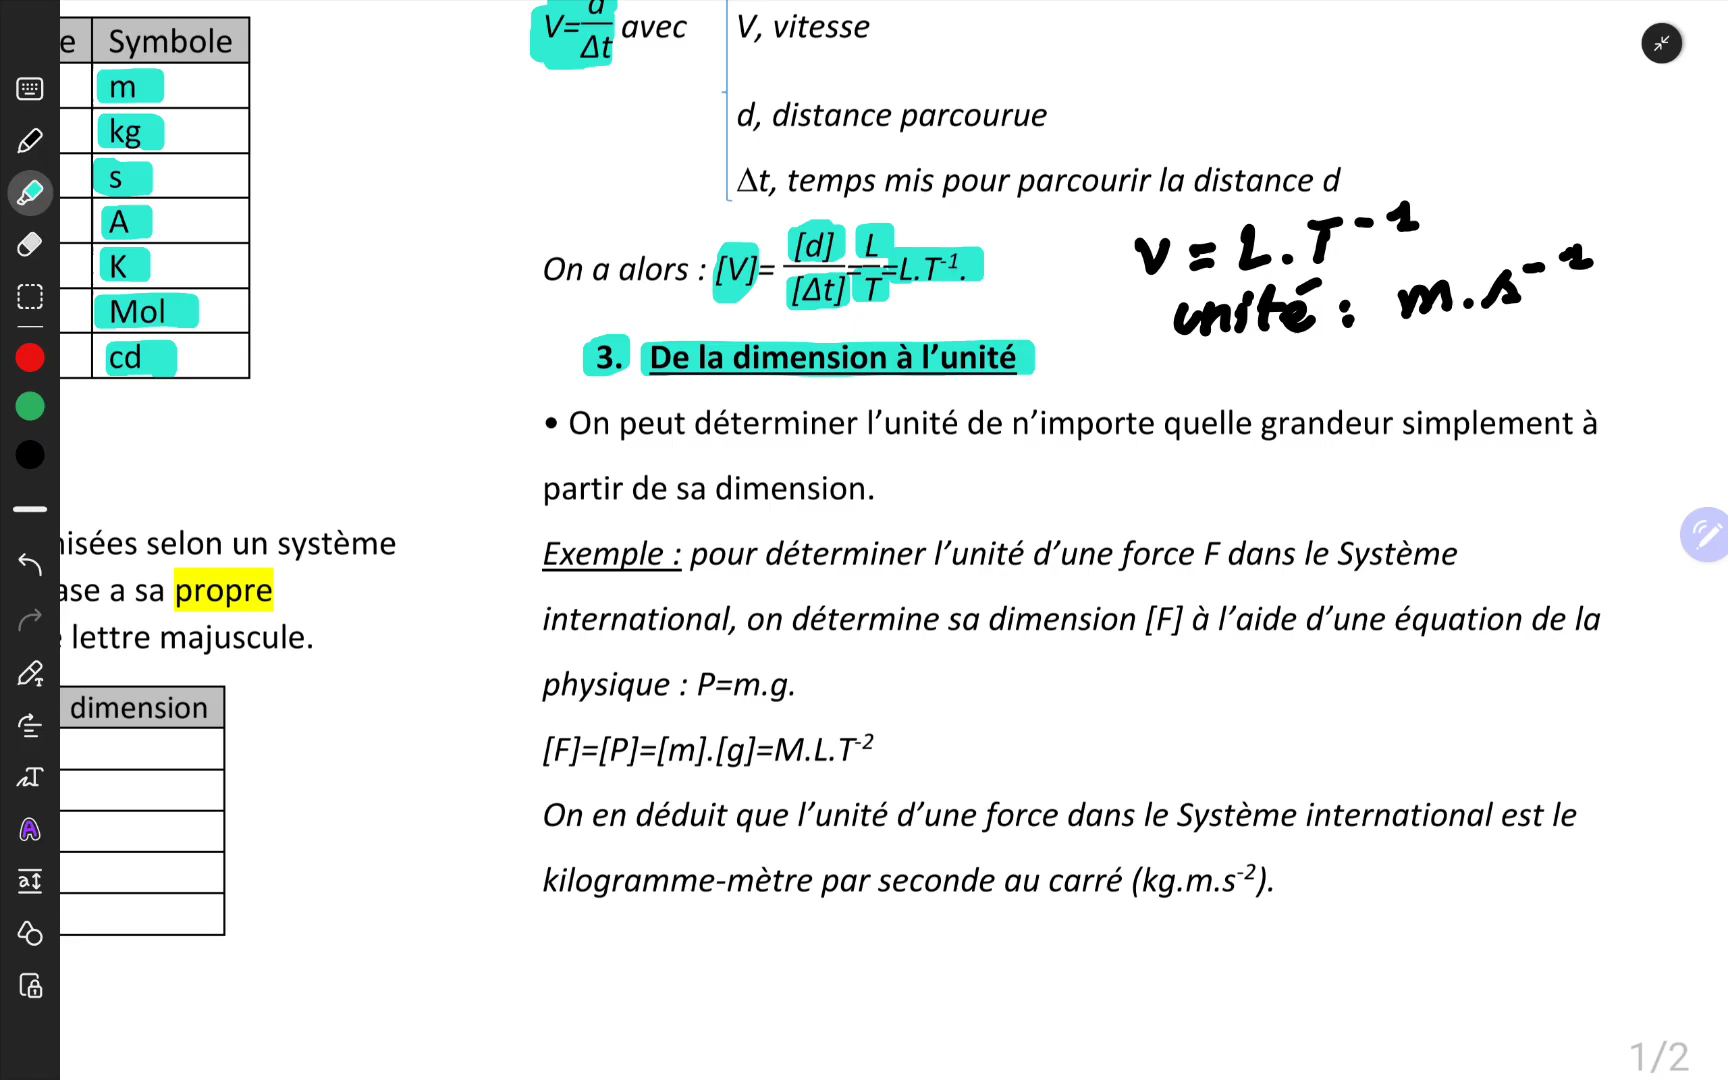 e Symbole
m
kg
s
A
K
Mol
cd
nisées selon un système
ase a sa propre
lettre majuscule.
dimension
V=d/Δt avec
V, vitesse
d, distance parcourue
Δt, temps mis pour parcourir la distance d
On a alors : [V]=[d]/[Δt]=L/T=L.T⁻¹.
V = L.T⁻¹
unité : m.s⁻¹
3. De la dimension à l’unité
• On peut déterminer l’unité de n’importe quelle grandeur simplement à
partir de sa dimension.
Exemple : pour déterminer l’unité d’une force F dans le Système
international, on détermine sa dimension [F] à l’aide d’une équation de la
physique : P=m.g.
[F]=[P]=[m].[g]=M.L.T⁻²
On en déduit que l’unité d’une force dans le Système international est le
kilogramme-mètre par seconde au carré (kg.m.s⁻²).
1/2